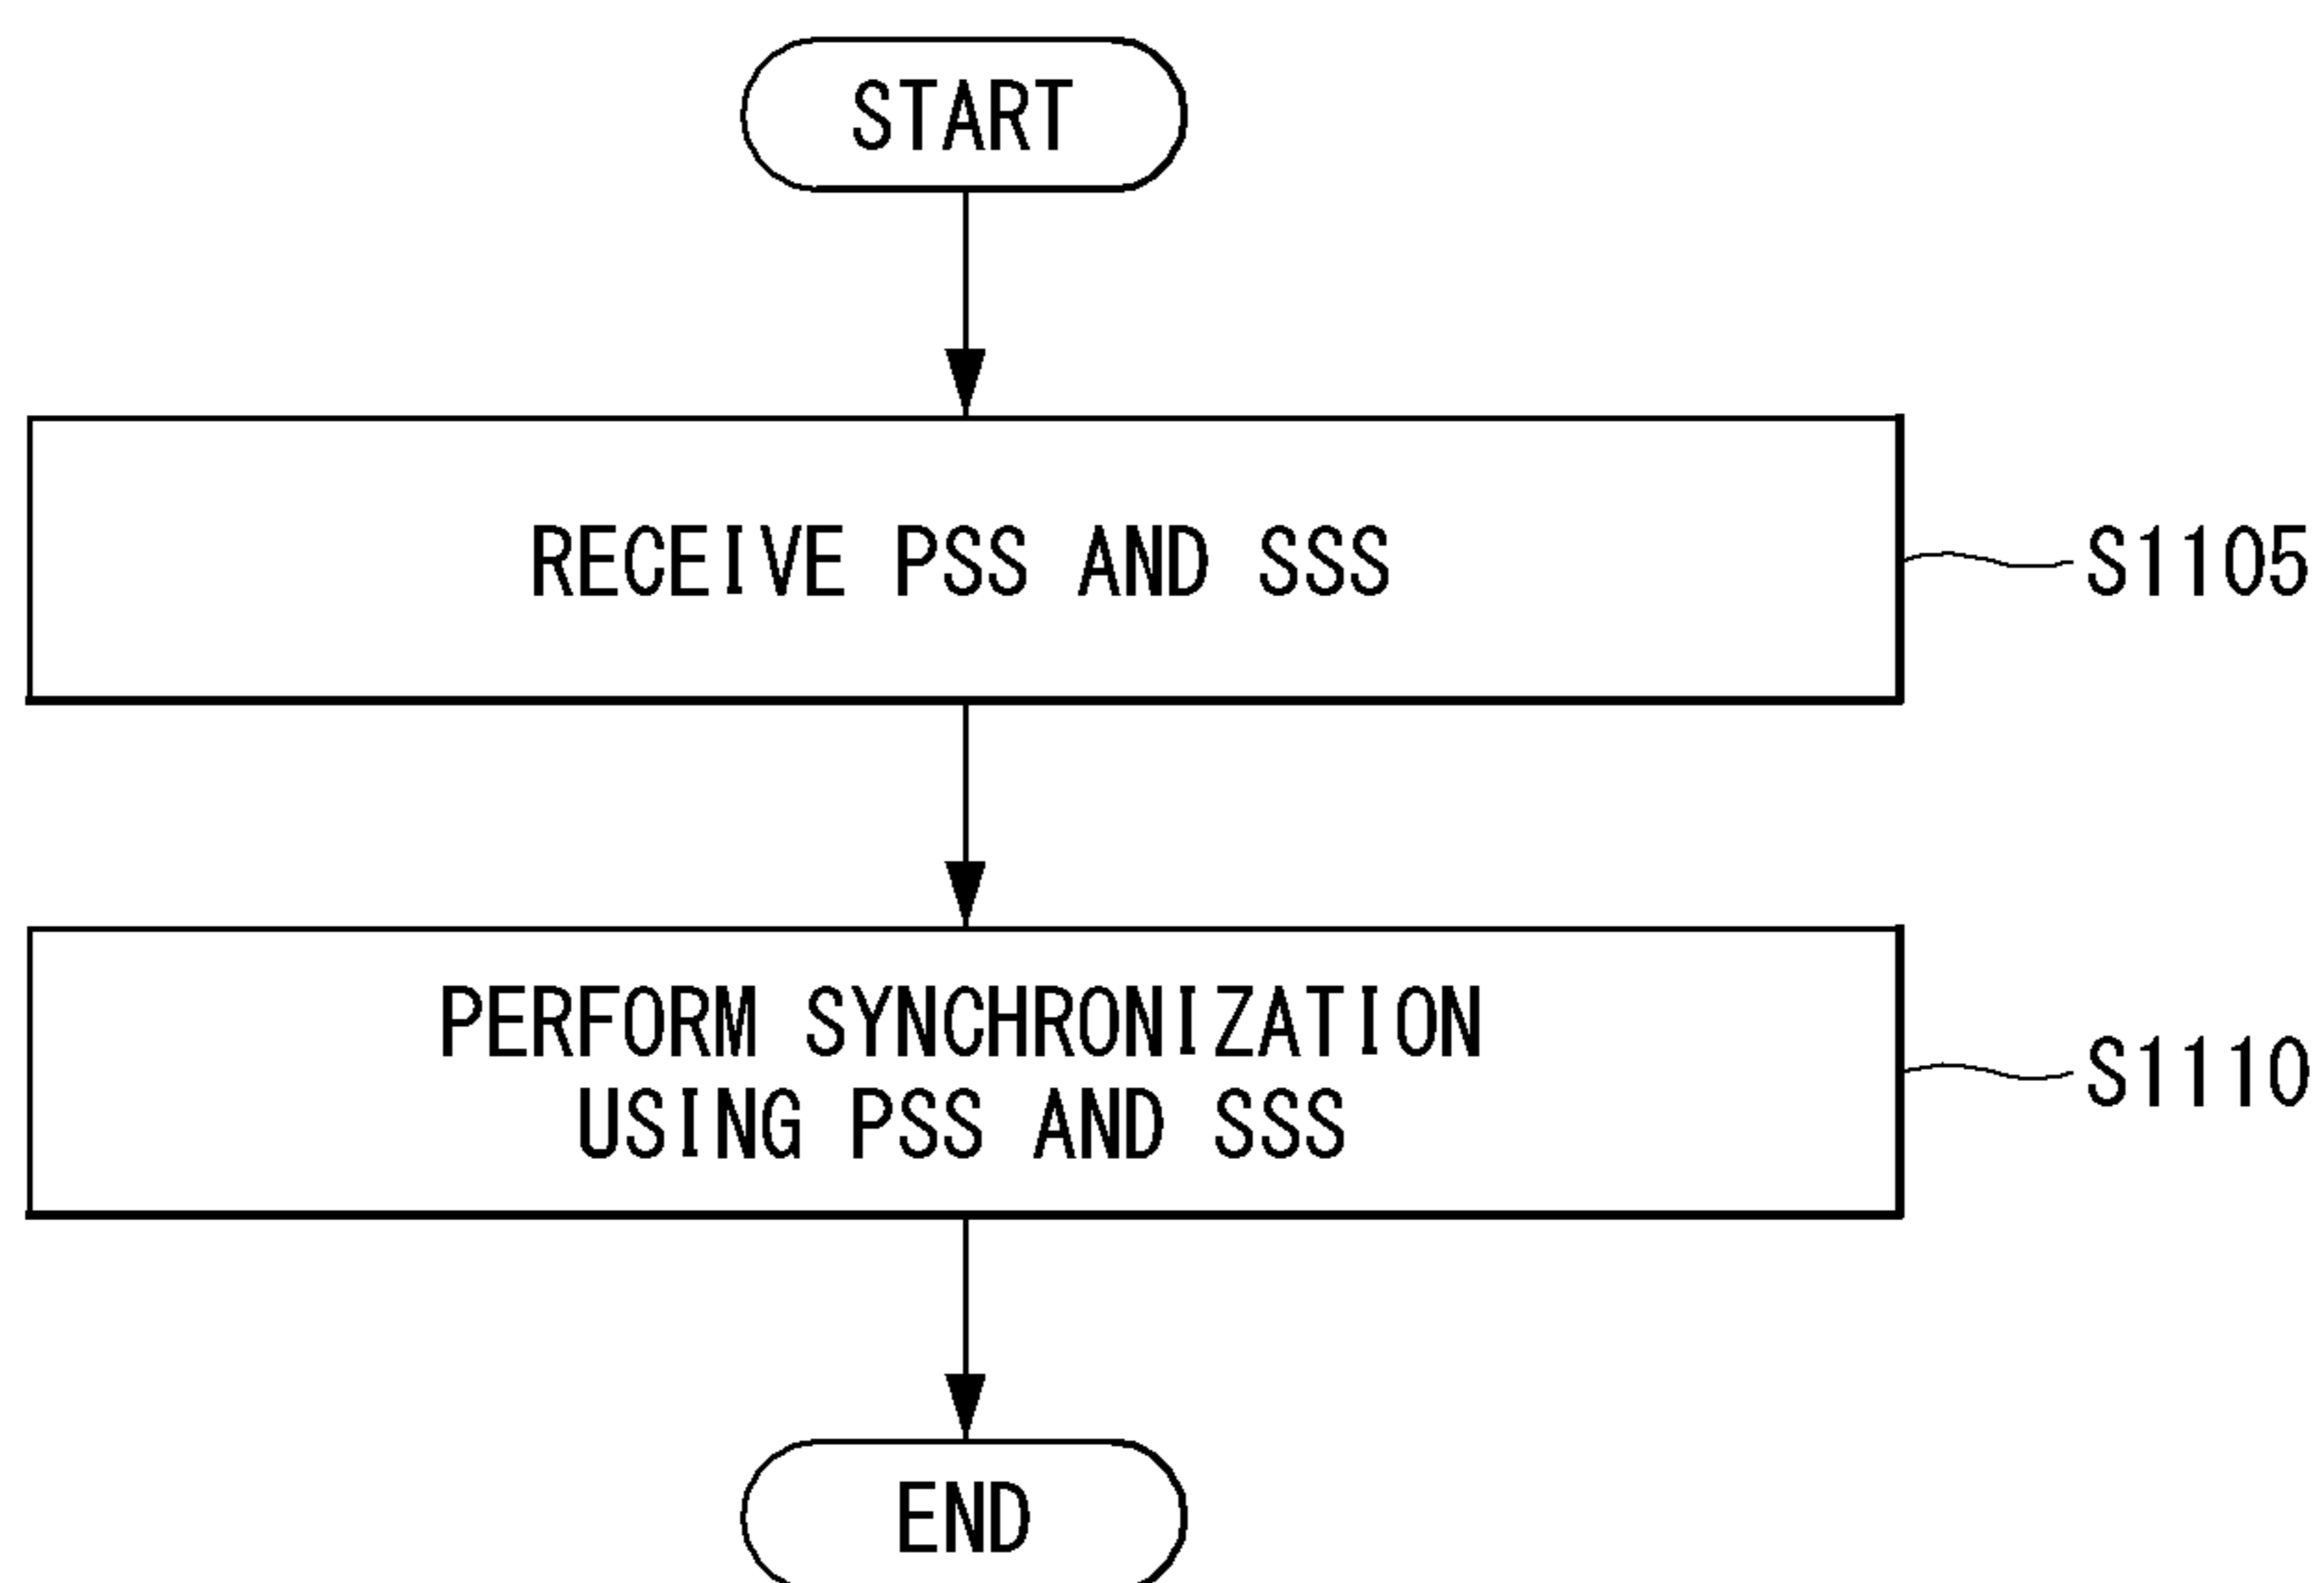 START
RECEIVE PSS AND SSS
S1105
PERFORM SYNCHRONIZATION
USING PSS AND SSS
S1110
END